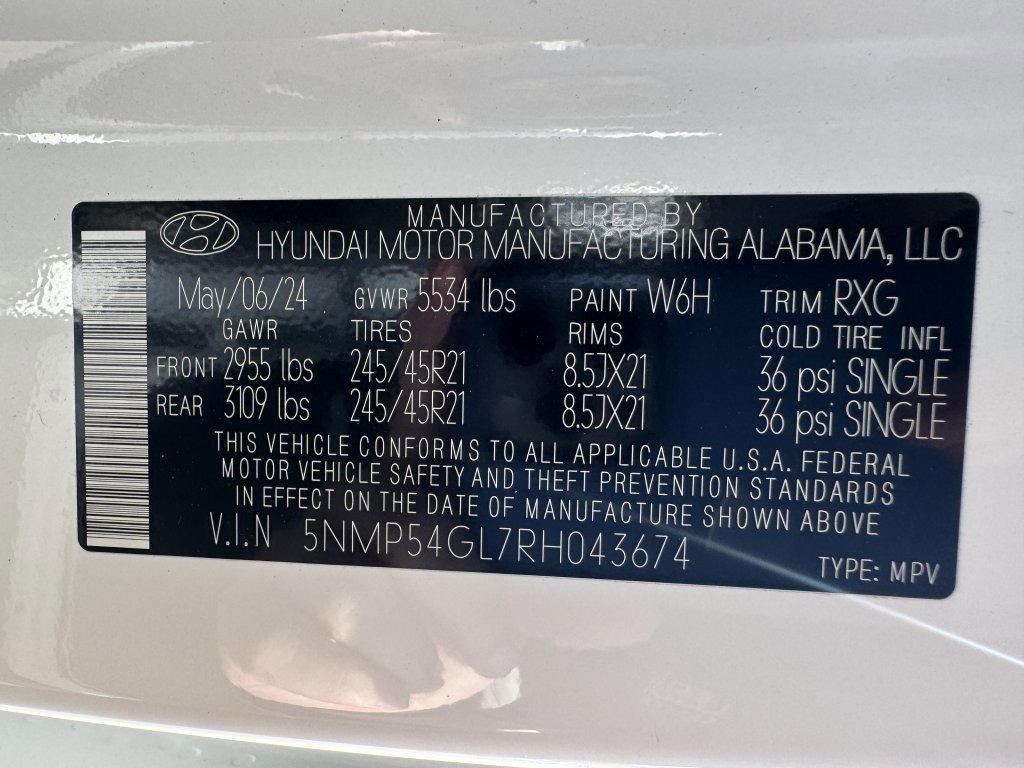 MANUFACTURED BY
HYUNDAI MOTOR MANUFACTURING ALABAMA, LLC
May/06/24 GVWR 5534 lbs PAINT W6H TRIM RXG
GAWR TIRES RIMS COLD TIRE INFL
FRONT 2955 lbs 245/45R21 8.5JX21 36 psi SINGLE
REAR 3109 lbs 245/45R21 8.5JX21 36 psi SINGLE
THIS VEHICLE CONFORMS TO ALL APPLICABLE U.S.A. FEDERAL
MOTOR VEHICLE SAFETY AND THEFT PREVENTION STANDARDS
IN EFFECT ON THE DATE OF MANUFACTURE SHOWN ABOVE
V.I.N 5NMP54GL7RH043674
TYPE: MPV